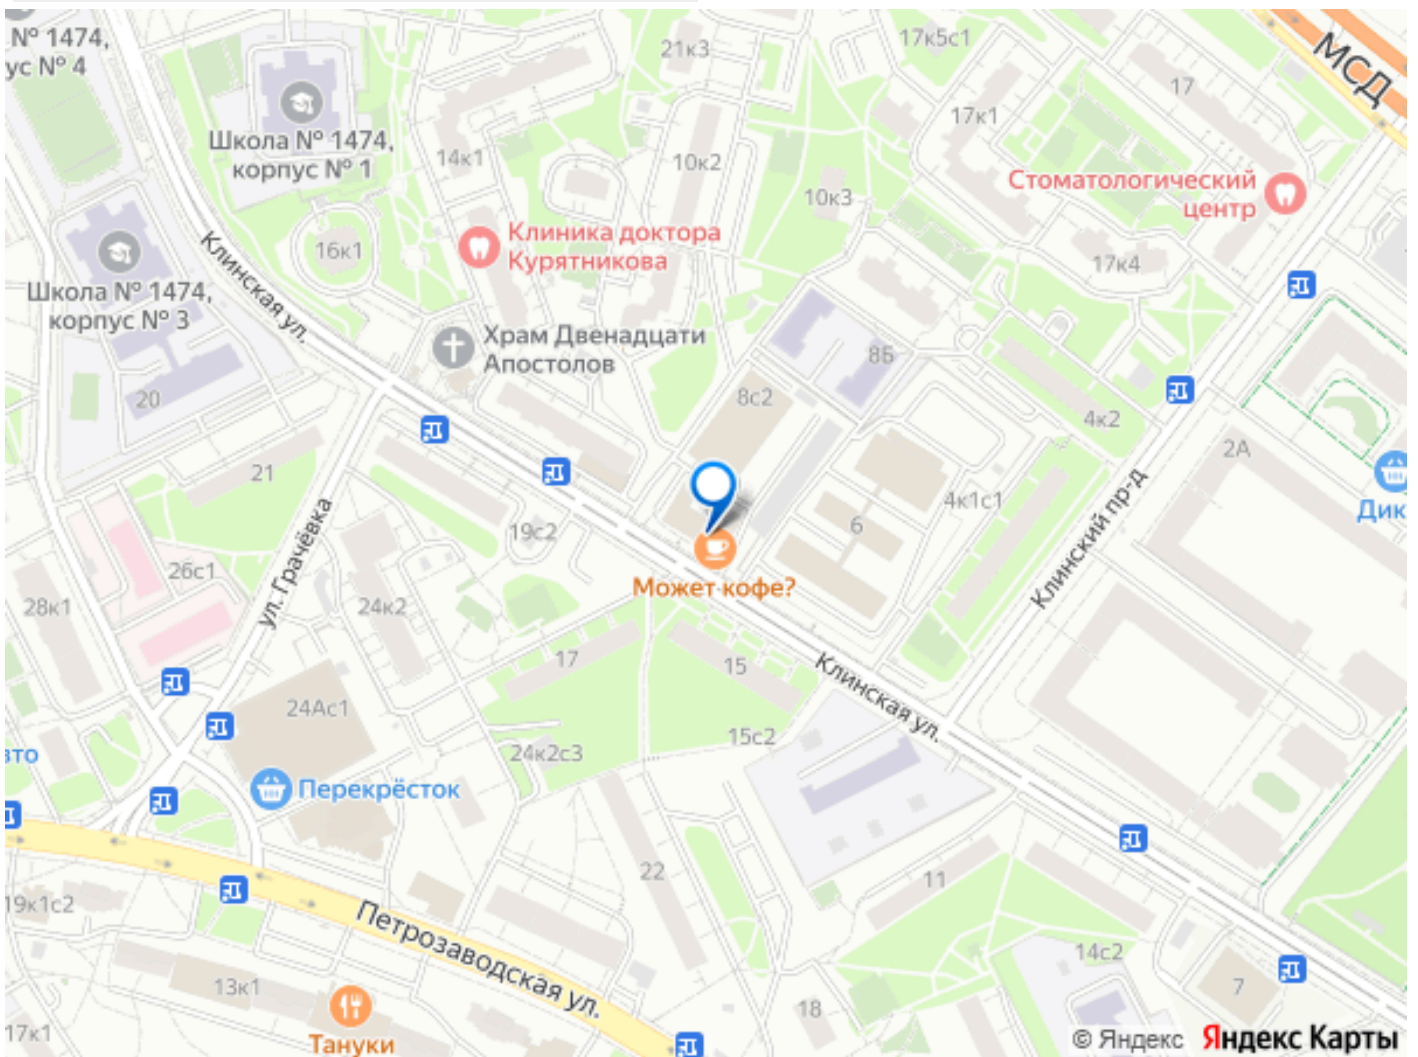 № 1474,
ус № 4
21к3
17к5с1
МСД
17
17к1
Школа № 1474,
корпус № 1
14к1
10к2
10к3
Стоматологический
центр
Клиника доктора
Курятникова
16к1
Клинская ул.
17к4
Школа № 1474,
корпус № 3
Храм Двенадцати
Апостолов
8Б
8с2
20
4к2
2А
21
4к1с1
Дик
19с2
6
ул. Грачёвка
Клинский пр-д
26с1
28к1
24к2
Может кофе?
17
15
Клинская ул.
24Ас1
15с2
24к2с3
вто
Перекрёсток
22
11
19к1с2
Петрозаводская ул.
14с2
13к1
7
18
17к1
Тануки
© Яндекс Яндекс Карты